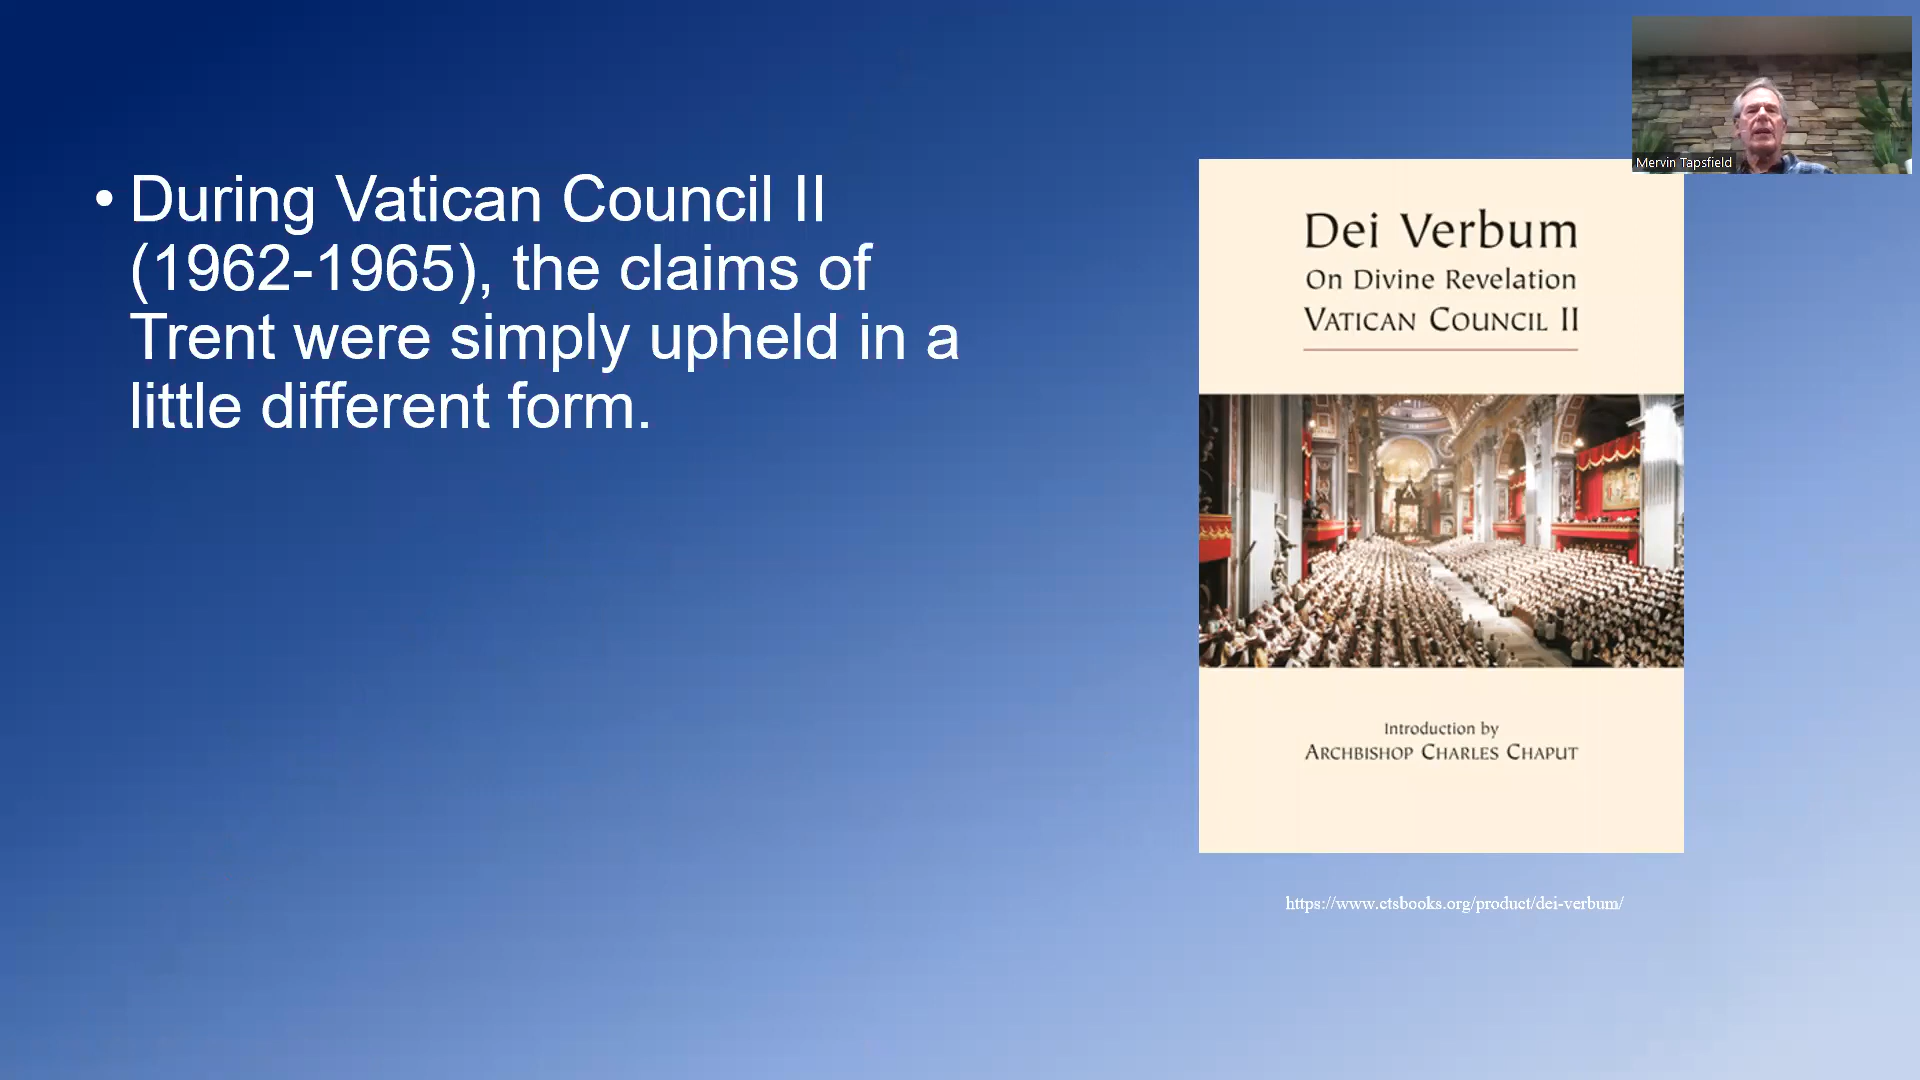 • During Vatican Council II
(1962-1965), the claims of
Trent were simply upheld in a
little different form.
Mervin Tapsfield
Dei Verbum
On Divine Revelation
VATICAN COUNCIL II
Introduction by
ARCHBISHOP CHARLES CHAPUT
https://www.ctsbooks.org/product/dei-verbum/